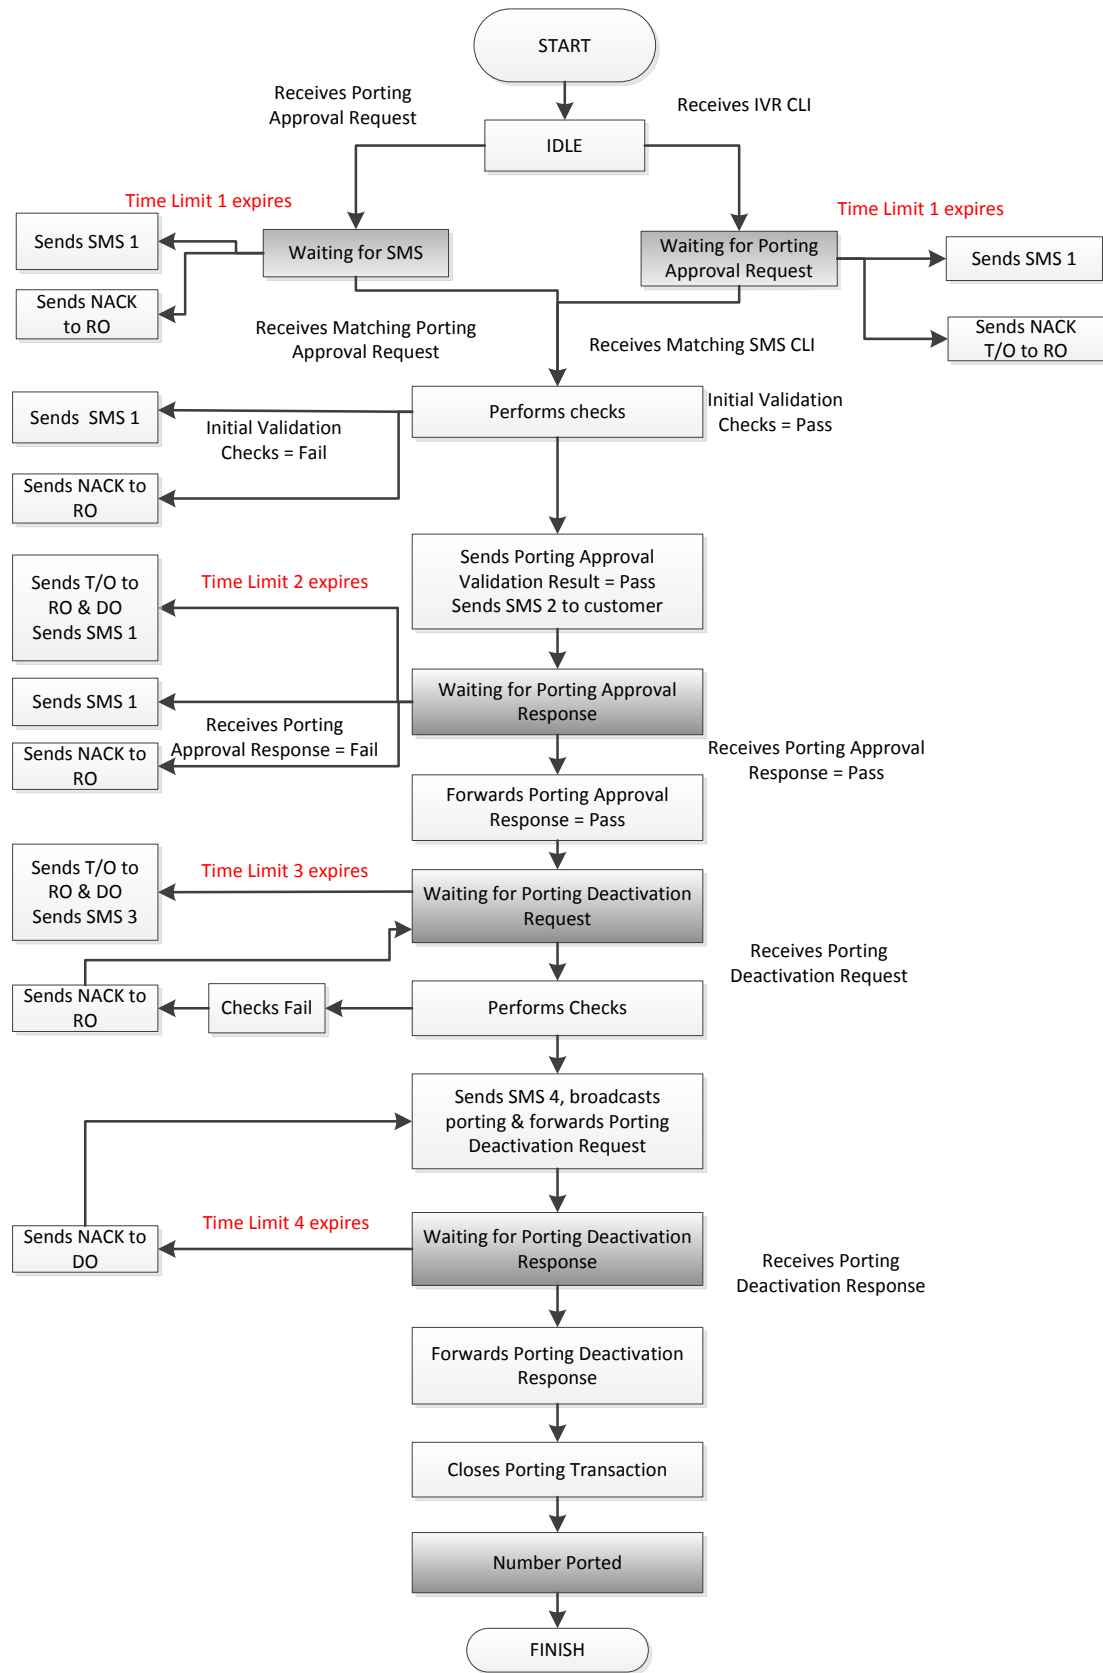 START
Receives Porting
Approval Request
Receives IVR CLI
IDLE
Time Limit 1 expires
Time Limit 1 expires
Sends SMS 1
Waiting for SMS
Waiting for Porting
Approval Request
Sends SMS 1
Sends NACK
to RO
Receives Matching Porting
Approval Request
Receives Matching SMS CLI
Sends NACK
T/O to RO
Sends  SMS 1
Initial Validation
Checks = Fail
Performs checks
Initial Validation
Checks = Pass
Sends NACK to
RO
Sends Porting Approval
Validation Result = Pass
Sends SMS 2 to customer
Sends T/O to
RO & DO
Sends SMS 1
Time Limit 2 expires
Sends SMS 1
Waiting for Porting Approval
Response
Receives Porting
Approval Response = Fail
Sends NACK to
RO
Receives Porting Approval
Response = Pass
Forwards Porting Approval
Response = Pass
Sends T/O to
RO & DO
Sends SMS 3
Time Limit 3 expires
Waiting for Porting Deactivation
Request
Receives Porting
Deactivation Request
Sends NACK to
RO
Checks Fail
Performs Checks
Sends SMS 4, broadcasts
porting & forwards Porting
Deactivation Request
Sends NACK to
DO
Time Limit 4 expires
Waiting for Porting Deactivation
Response
Receives Porting
Deactivation Response
Forwards Porting Deactivation
Response
Closes Porting Transaction
Number Ported
FINISH